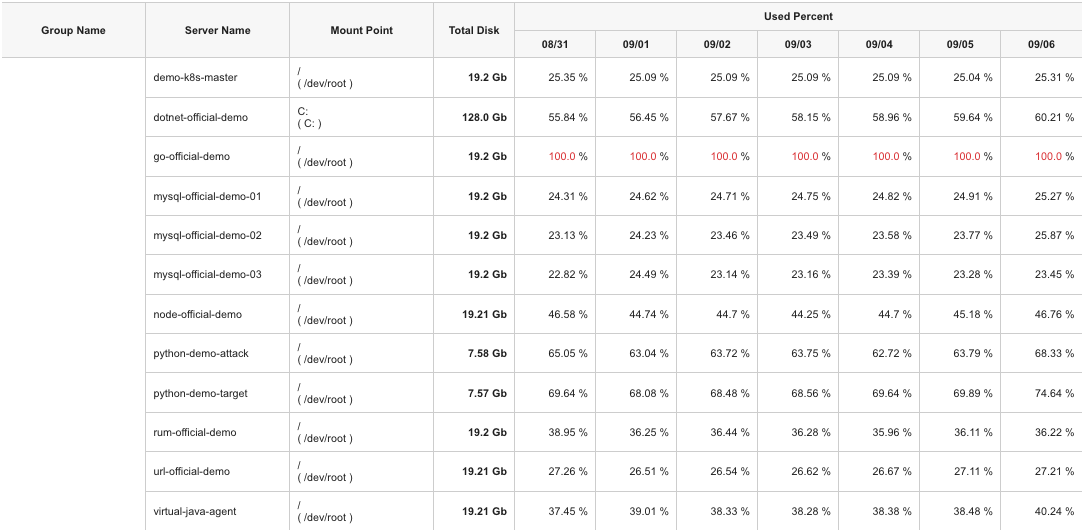 Group Name Server Name Mount Point Total Disk Used Percent
08/31 09/01 09/02 09/03 09/04 09/05 09/06
demo-k8s-master / ( /dev/root ) 19.2 Gb 25.35 % 25.09 % 25.09 % 25.09 % 25.09 % 25.04 % 25.31 %
dotnet-official-demo C: ( C: ) 128.0 Gb 55.84 % 56.45 % 57.67 % 58.15 % 58.96 % 59.64 % 60.21 %
go-official-demo / ( /dev/root ) 19.2 Gb 100.0 % 100.0 % 100.0 % 100.0 % 100.0 % 100.0 % 100.0 %
mysql-official-demo-01 / ( /dev/root ) 19.2 Gb 24.31 % 24.62 % 24.71 % 24.75 % 24.82 % 24.91 % 25.27 %
mysql-official-demo-02 / ( /dev/root ) 19.2 Gb 23.13 % 24.23 % 23.46 % 23.49 % 23.58 % 23.77 % 25.87 %
mysql-official-demo-03 / ( /dev/root ) 19.2 Gb 22.82 % 24.49 % 23.14 % 23.16 % 23.39 % 23.28 % 23.45 %
node-official-demo / ( /dev/root ) 19.21 Gb 46.58 % 44.74 % 44.7 % 44.25 % 44.7 % 45.18 % 46.76 %
python-demo-attack / ( /dev/root ) 7.58 Gb 65.05 % 63.04 % 63.72 % 63.75 % 62.72 % 63.79 % 68.33 %
python-demo-target / ( /dev/root ) 7.57 Gb 69.64 % 68.08 % 68.48 % 68.56 % 69.64 % 69.89 % 74.64 %
rum-official-demo / ( /dev/root ) 19.2 Gb 38.95 % 36.25 % 36.44 % 36.28 % 35.96 % 36.11 % 36.22 %
url-official-demo / ( /dev/root ) 19.21 Gb 27.26 % 26.51 % 26.54 % 26.62 % 26.67 % 27.11 % 27.21 %
virtual-java-agent / ( /dev/root ) 19.21 Gb 37.45 % 39.01 % 38.33 % 38.28 % 38.38 % 38.48 % 40.24 %